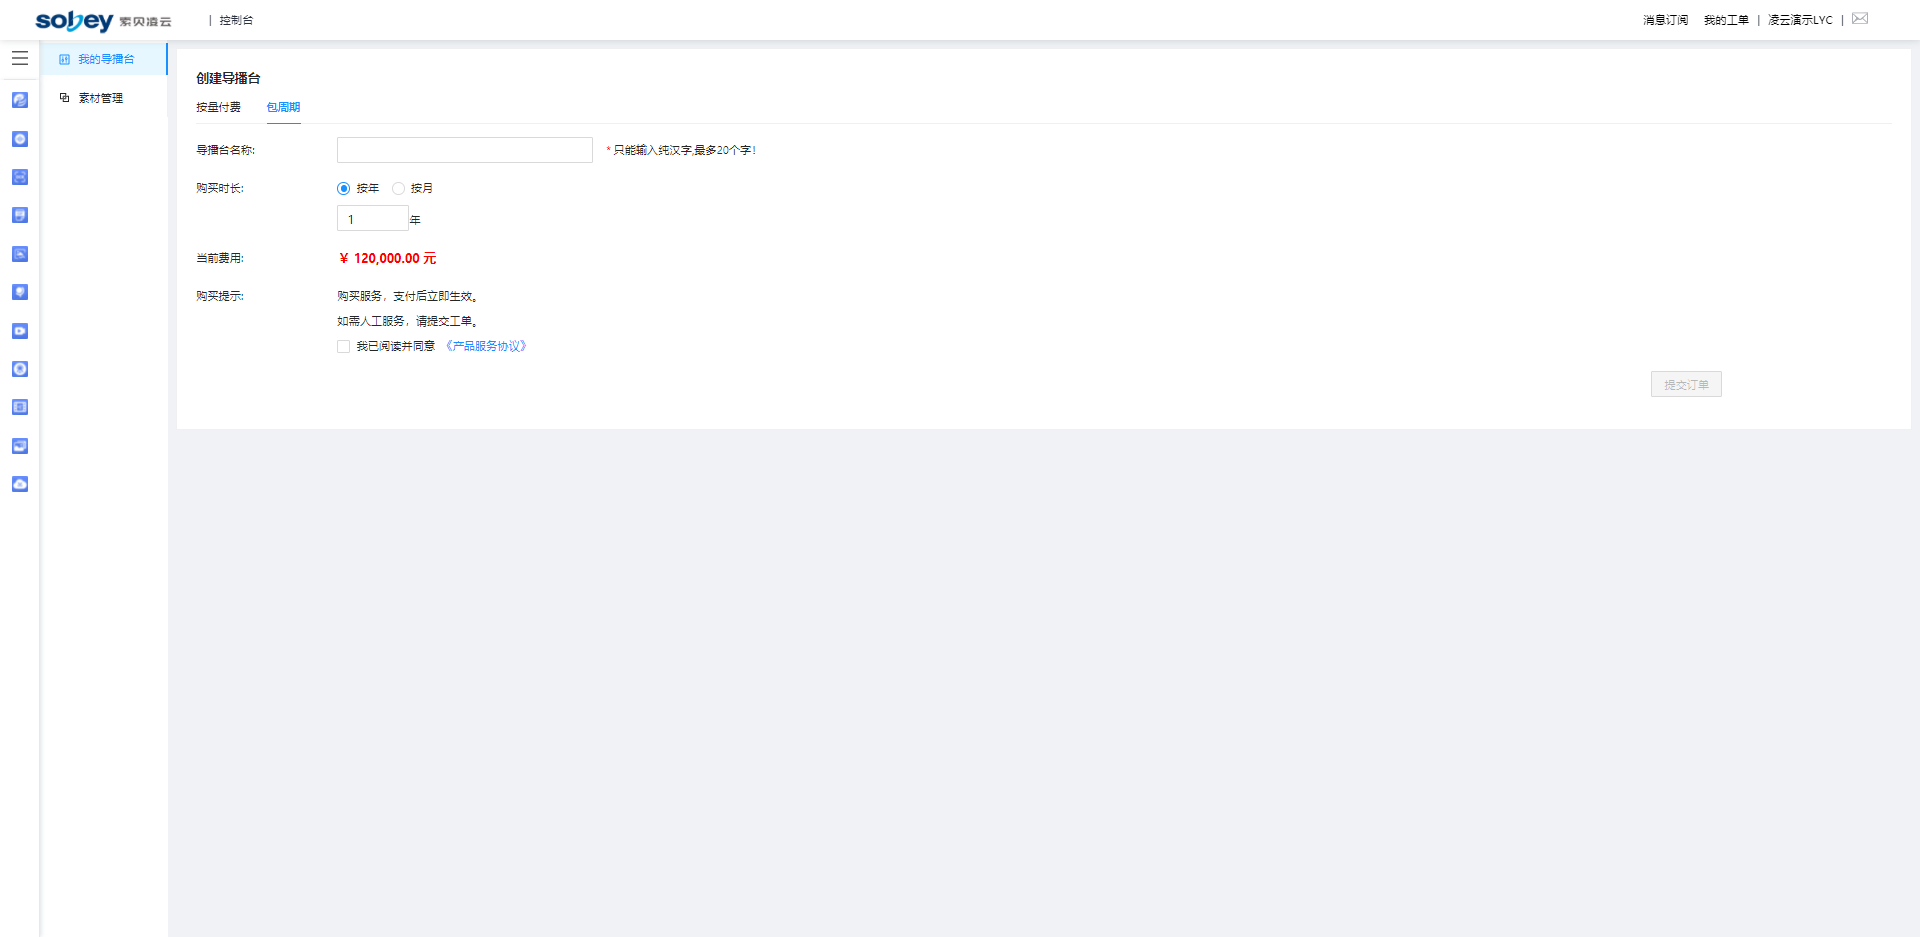 sobey 索贝凌云 | 控制台
消息订阅 我的工单 | 凌云演示LYC |
我的导播台
素材管理
创建导播台
按量付费 包周期
导播台名称: * 只能输入纯汉字,最多20个字!
购买时长: 按年 按月
1 年
当前费用: ¥ 120,000.00 元
购买提示: 购买服务，支付后立即生效。
如需人工服务，请提交工单。
我已阅读并同意 《产品服务协议》
提交订单